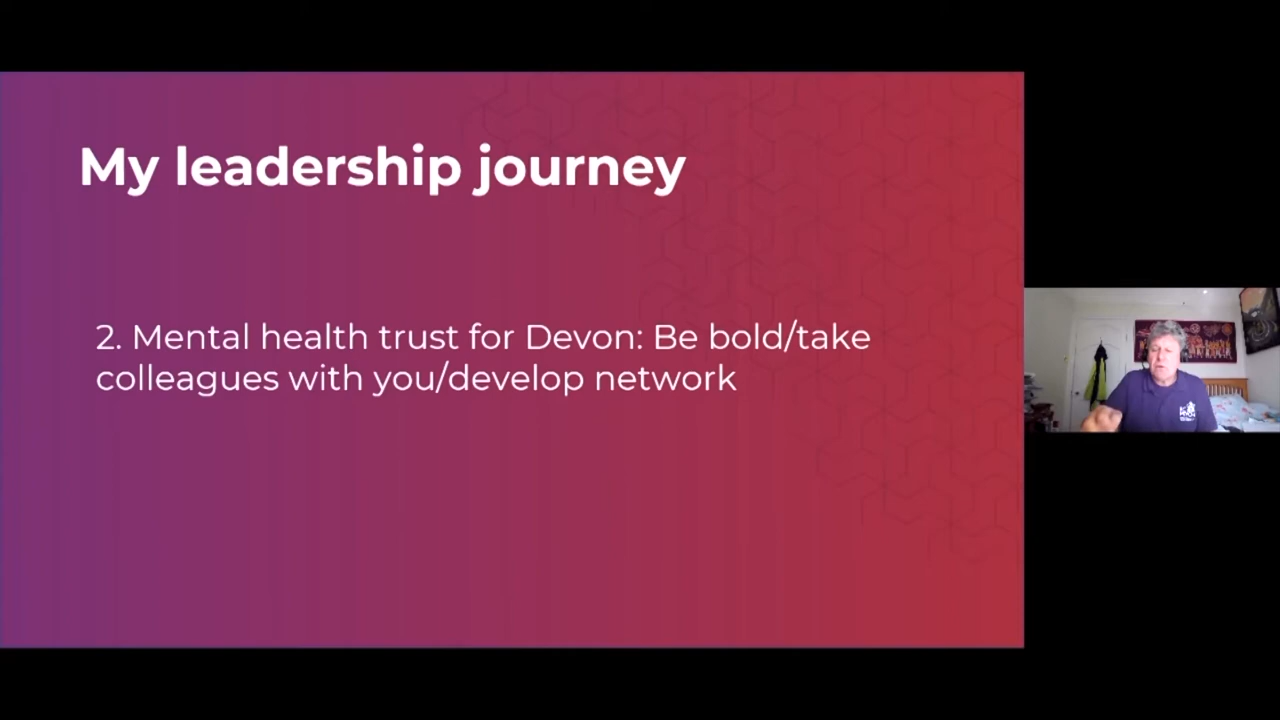 My leadership journey
2. Mental health trust for Devon: Be bold/take
colleagues with you/develop network